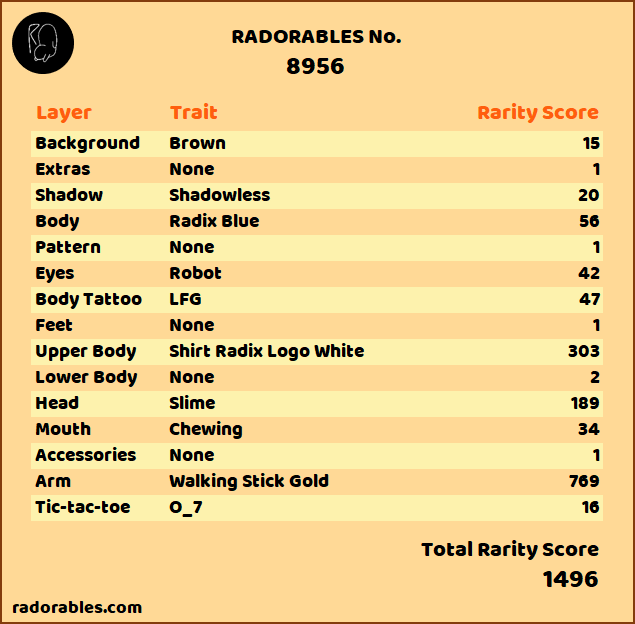 RADORABLES No.
8956
Layer Trait Rarity Score
Background Brown 15
Extras None 1
Shadow Shadowless 20
Body Radix Blue 56
Pattern None 1
Eyes Robot 42
Body Tattoo LFG 47
Feet None 1
Upper Body Shirt Radix Logo White 303
Lower Body None 2
Head Slime 189
Mouth Chewing 34
Accessories None 1
Arm Walking Stick Gold 769
Tic-tac-toe O_7 16
Total Rarity Score
1496
radorables.com